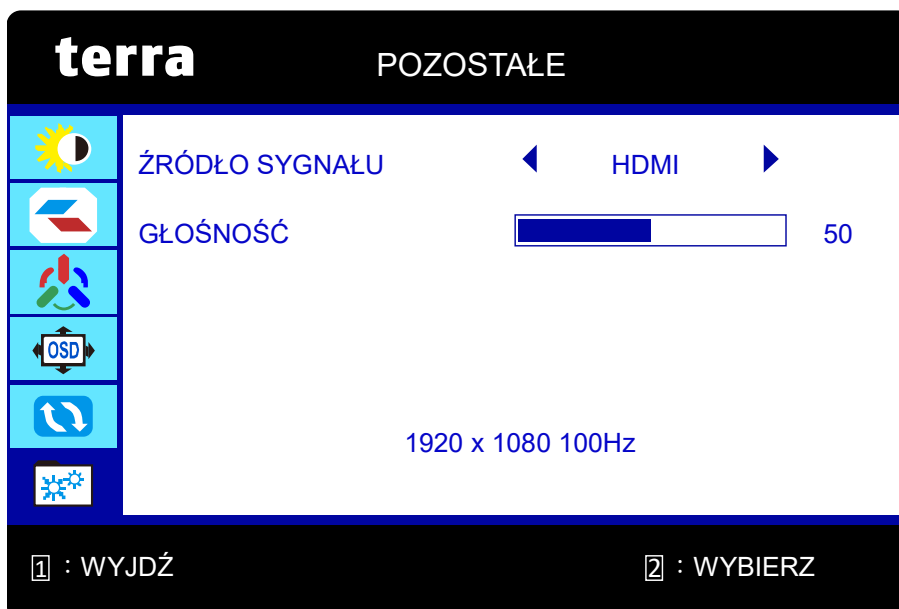 terra
POZOSTAŁE
ŹRÓDŁO SYGNAŁU HDMI
GŁOŚNOŚĆ 50
OSD
1920 x 1080 100Hz
1 : WYJDŹ 2 : WYBIERZ